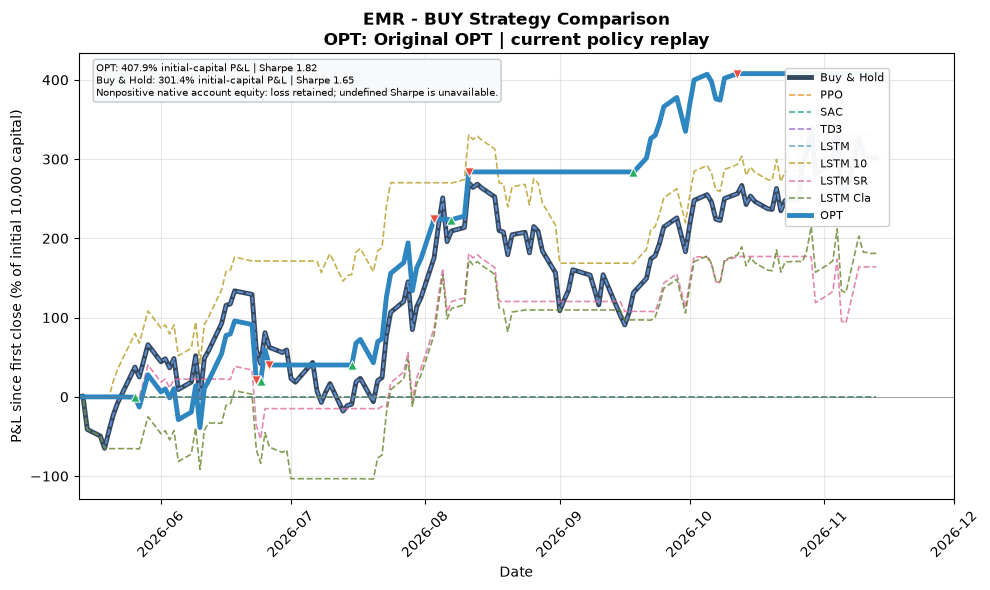 EMR - BUY Strategy Comparison
OPT: Original OPT | current policy replay
OPT: 407.9% initial-capital P&L | Sharpe 1.82
Buy & Hold: 301.4% initial-capital P&L | Sharpe 1.65
Nonpositive native account equity: loss retained; undefined Sharpe is unavailable.
Buy & Hold
PPO
SAC
TD3
LSTM
LSTM 10
LSTM SR
LSTM Cla
OPT
P&L since first close (% of initial 10,000 capital)
400
300
200
100
0
−100
2026-06
2026-07
2026-08
2026-09
2026-10
2026-11
2026-12
Date